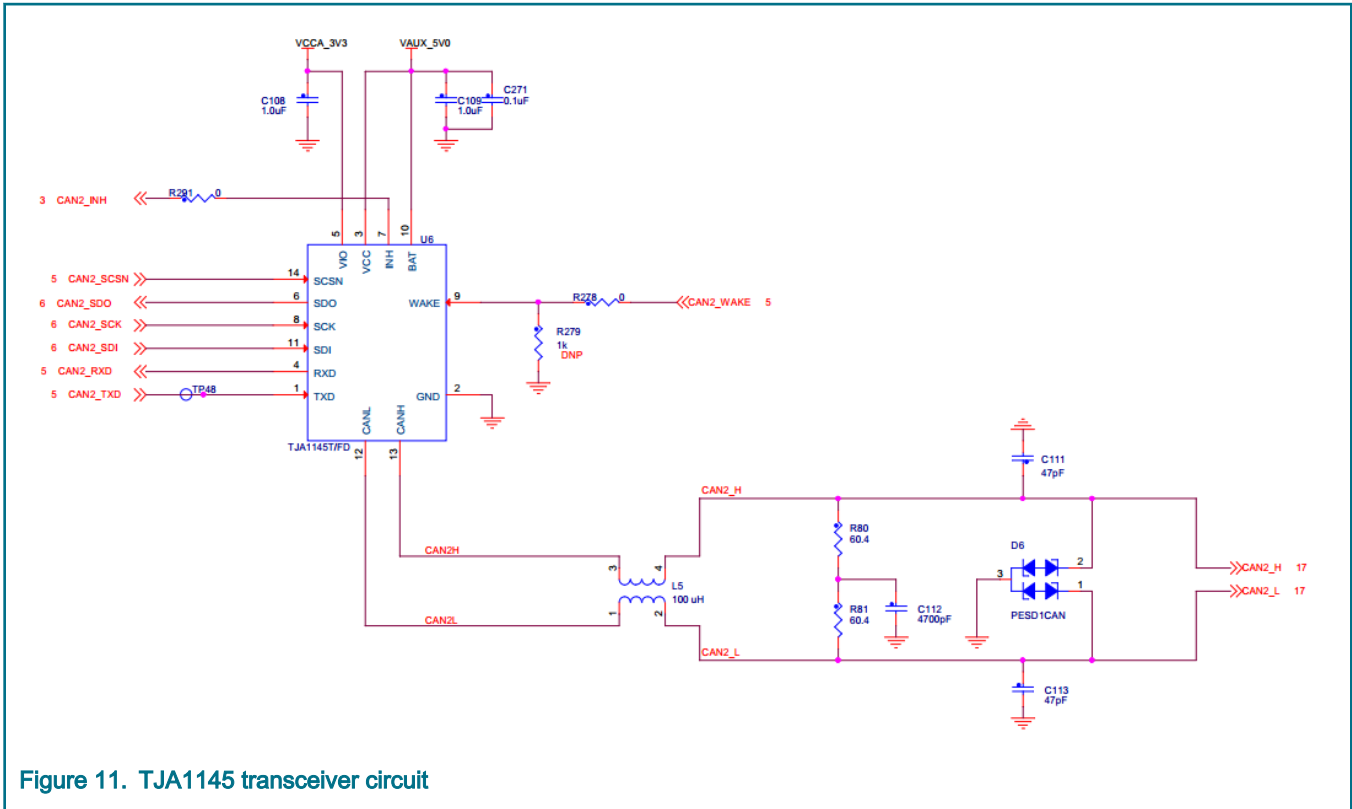 VCCA_3V3
VAUX_5V0
C108
1.0uF
C109
1.0uF
C271
0.1uF
3 CAN2_INH
R291 0
5
3
7
10
U6
VIO
VCC
INH
BAT
5 CAN2_SCSN
14
SCSN
6 CAN2_SDO
6
SDO
6 CAN2_SCK
8
SCK
6 CAN2_SDI
11
SDI
5 CAN2_RXD
4
RXD
5 CAN2_TXD
TP48
1
TXD
WAKE
9
R278 0
CAN2_WAKE 5
R279
1k
DNP
GND
2
CANL
CANH
TJA1145T/FD
12
13
CAN2H
CAN2L
3
4
L5
100 uH
1
2
CAN2_H
CAN2_L
R80
60.4
R81
60.4
C112
4700pF
C111
47pF
C113
47pF
D6
3
2
1
PESD1CAN
CAN2_H 17
CAN2_L 17
Figure 11. TJA1145 transceiver circuit